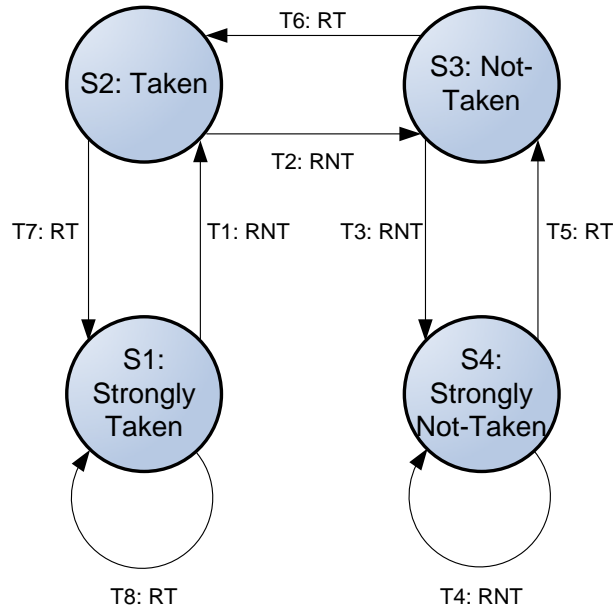 T6: RT
S2: Taken
S3: Not-
Taken
T2: RNT
T7: RT
T1: RNT
T3: RNT
T5: RT
S1:
Strongly
Taken
S4:
Strongly
Not-Taken
T8: RT
T4: RNT